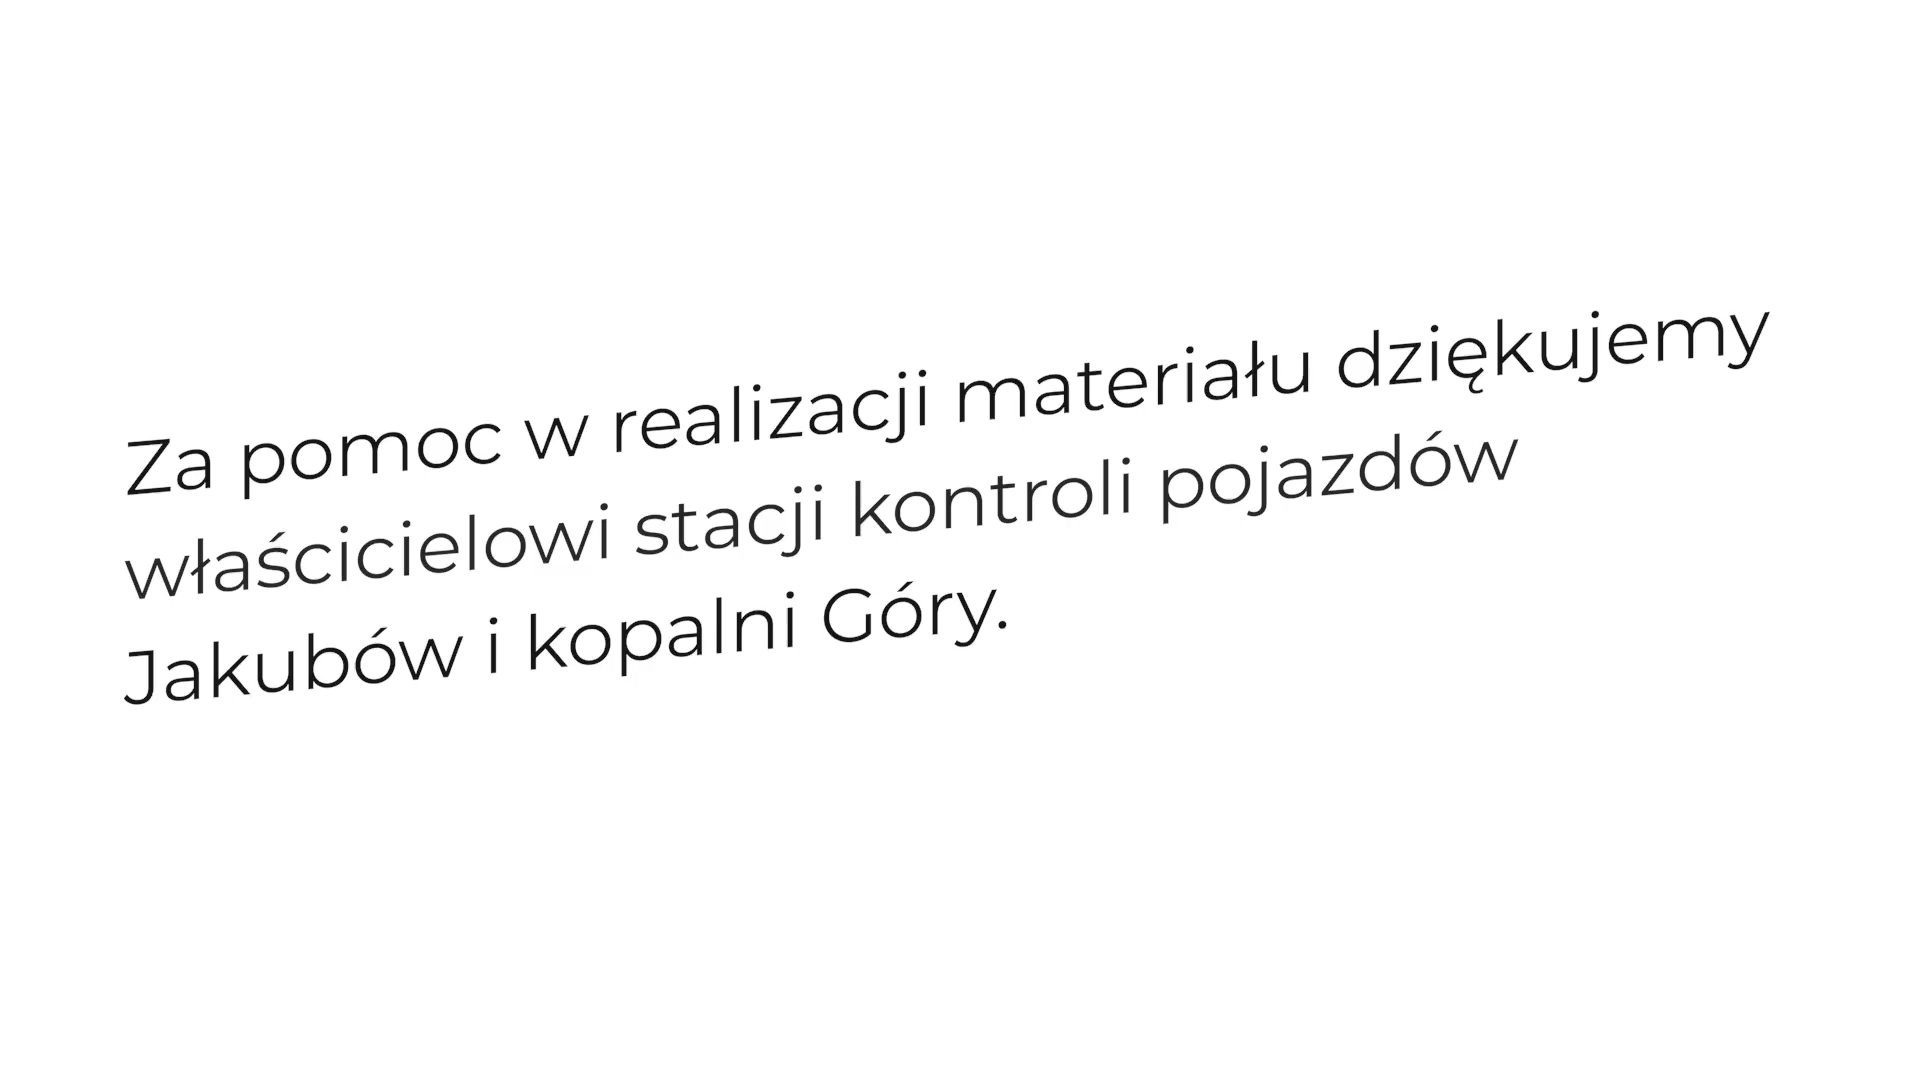 Za pomoc w realizacji materiału dziękujemy
właścicielowi stacji kontroli pojazdów
Jakubów i kopalni Góry.